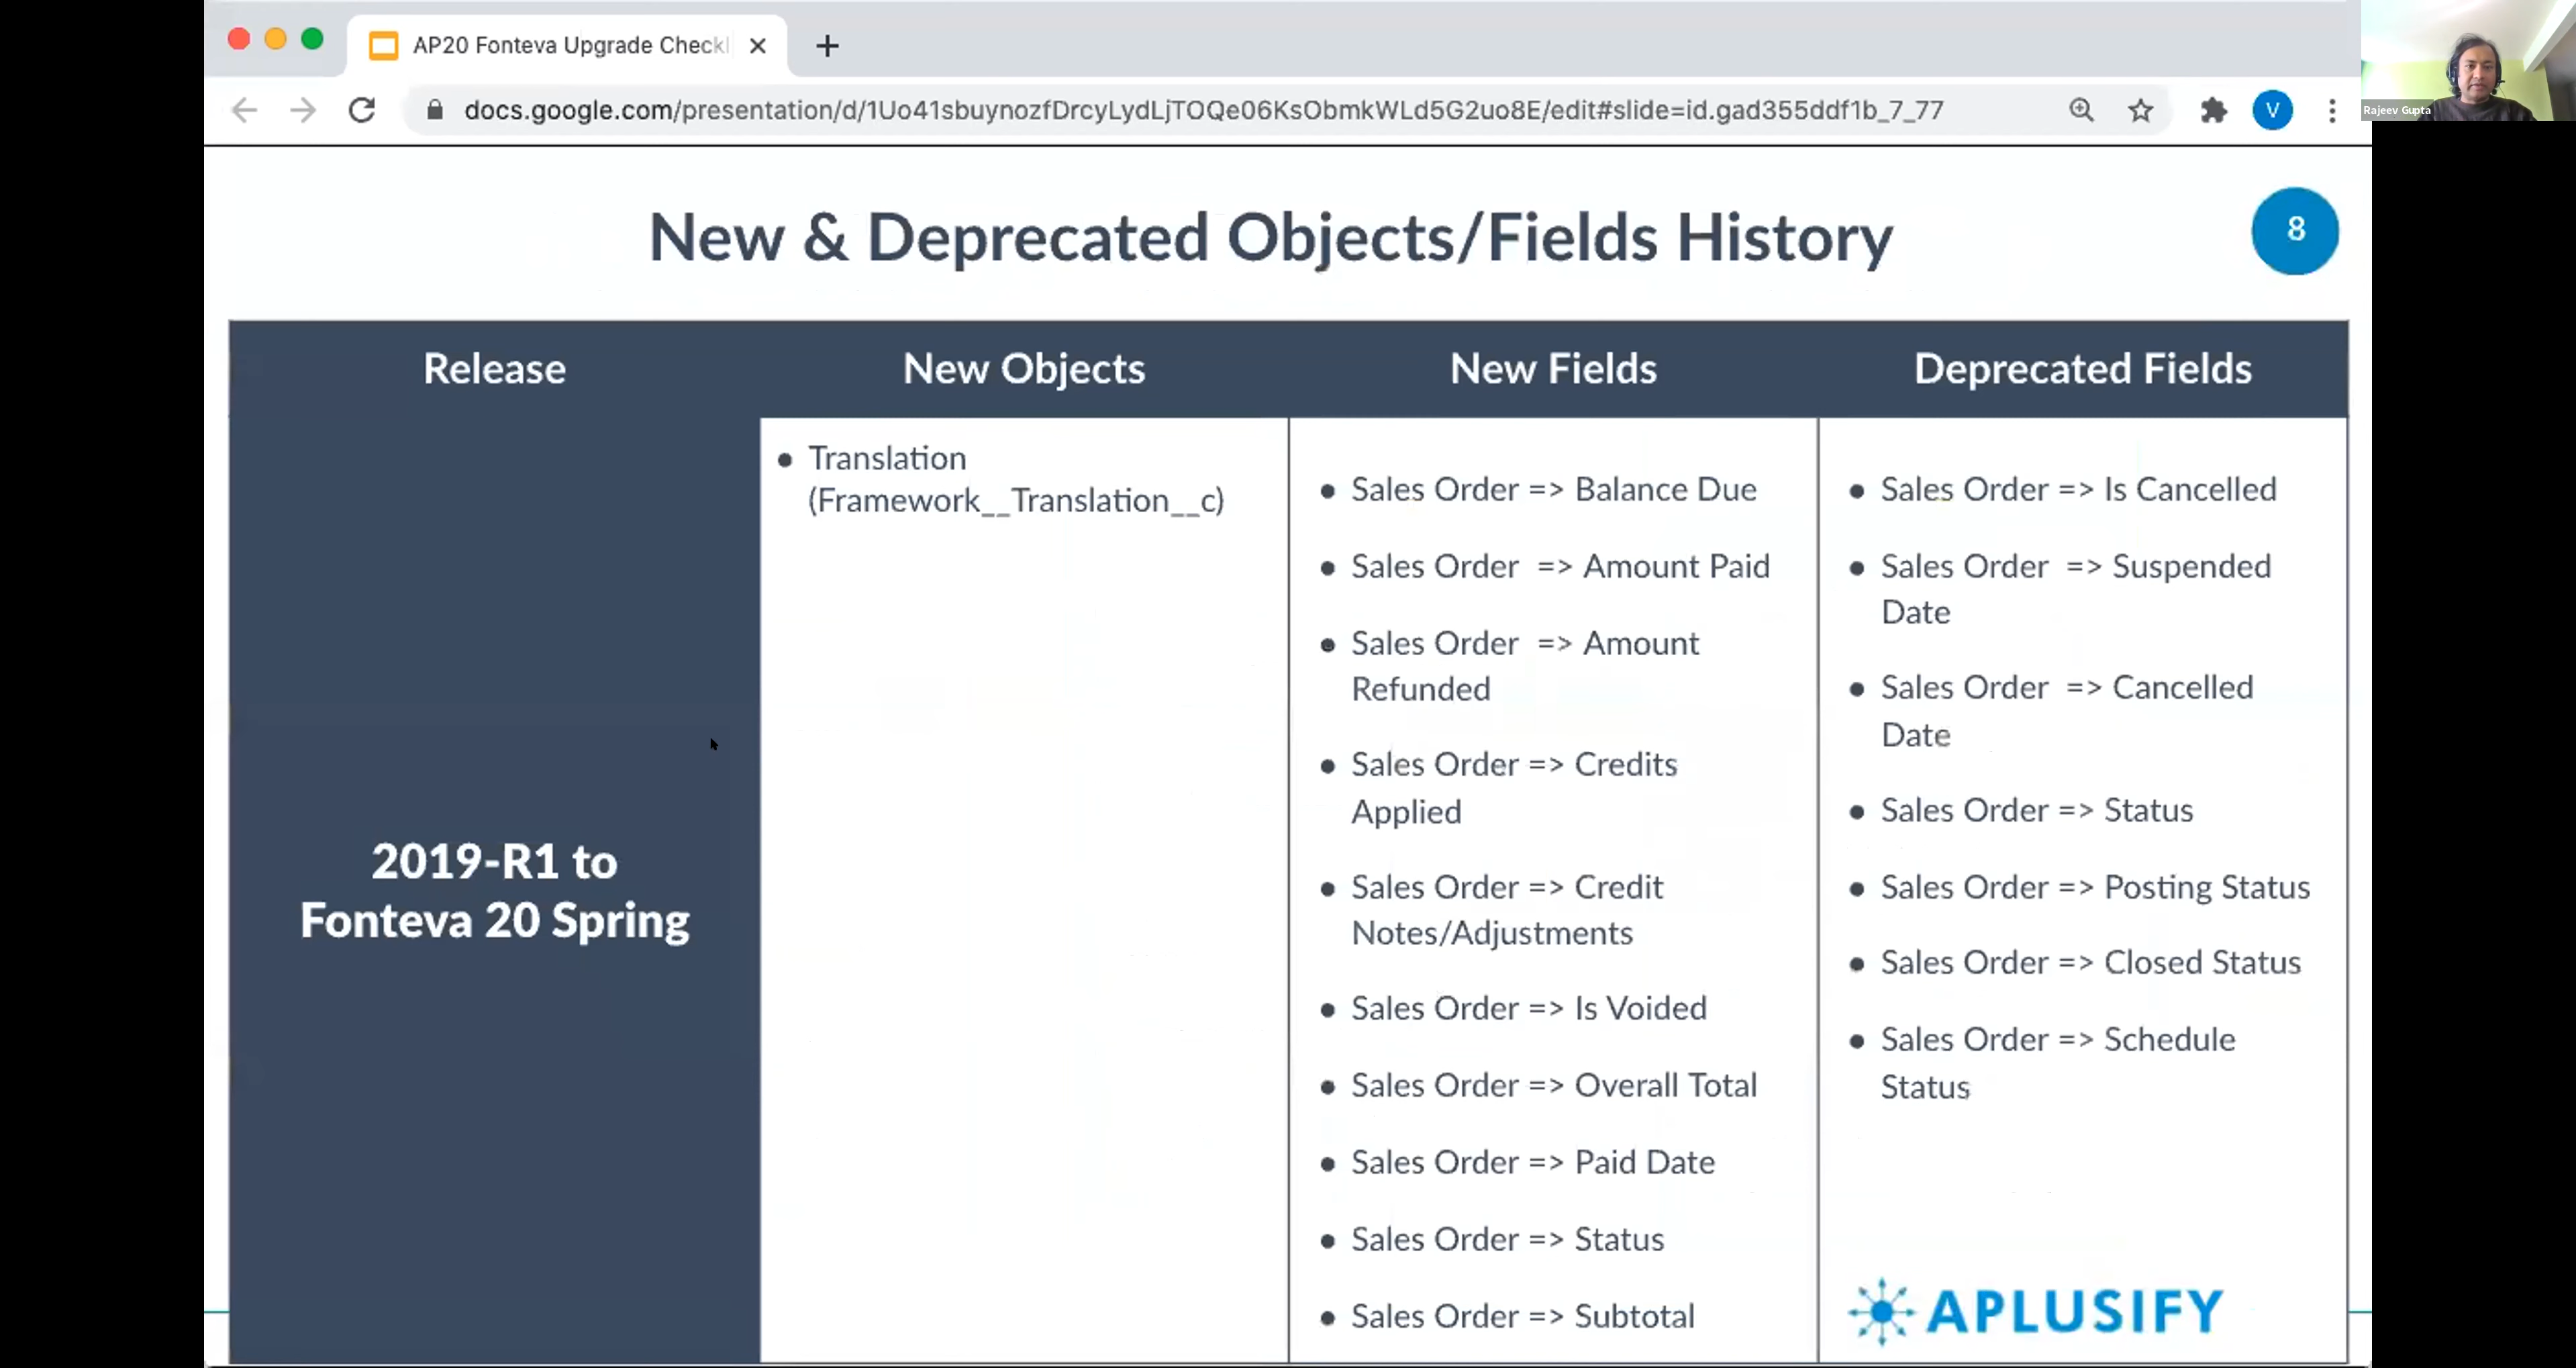 AP20 Fonteva Upgrade Checkl
docs.google.com/presentation/d/1Uo41sbuynozfDrcyLydLjTOQe06KsObmkWLd5G2uo8E/edit#slide=id.gad355ddf1b_7_77
V
Rajeev Gupta
New & Deprecated Objects/Fields History
8
Release
New Objects
New Fields
Deprecated Fields
2019-R1 to
Fonteva 20 Spring
• Translation
(Framework__Translation__c)
• Sales Order => Balance Due
• Sales Order => Amount Paid
• Sales Order => Amount
Refunded
• Sales Order => Credits
Applied
• Sales Order => Credit
Notes/Adjustments
• Sales Order => Is Voided
• Sales Order => Overall Total
• Sales Order => Paid Date
• Sales Order => Status
• Sales Order => Subtotal
• Sales Order => Is Cancelled
• Sales Order => Suspended
Date
• Sales Order => Cancelled
Date
• Sales Order => Status
• Sales Order => Posting Status
• Sales Order => Closed Status
• Sales Order => Schedule
Status
APLUSIFY